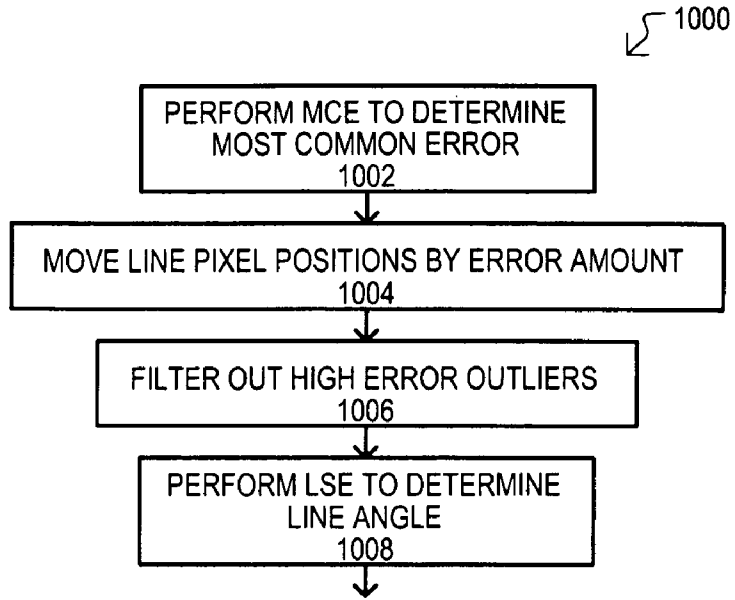 1000
PERFORM MCE TO DETERMINE
MOST COMMON ERROR
1002
MOVE LINE PIXEL POSITIONS BY ERROR AMOUNT
1004
FILTER OUT HIGH ERROR OUTLIERS
1006
PERFORM LSE TO DETERMINE
LINE ANGLE
1008